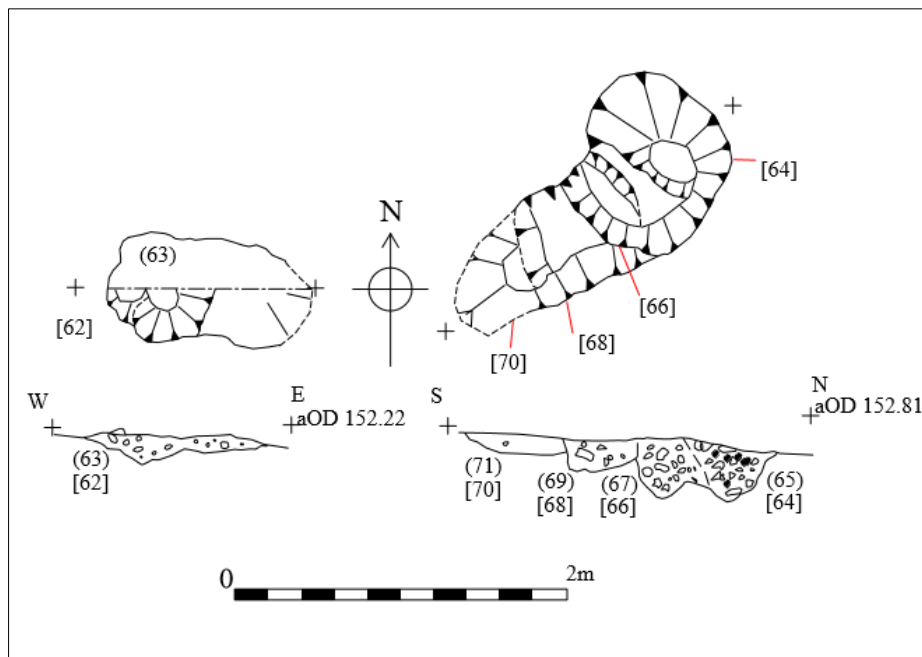 (63)
[62]
N
[64]
[66]
[68]
[70]
W
E
aOD 152.22
(63)
[62]
S
N
aOD 152.81
(71)
[70]
(69)
[68]
(67)
[66]
(65)
[64]
0
2m